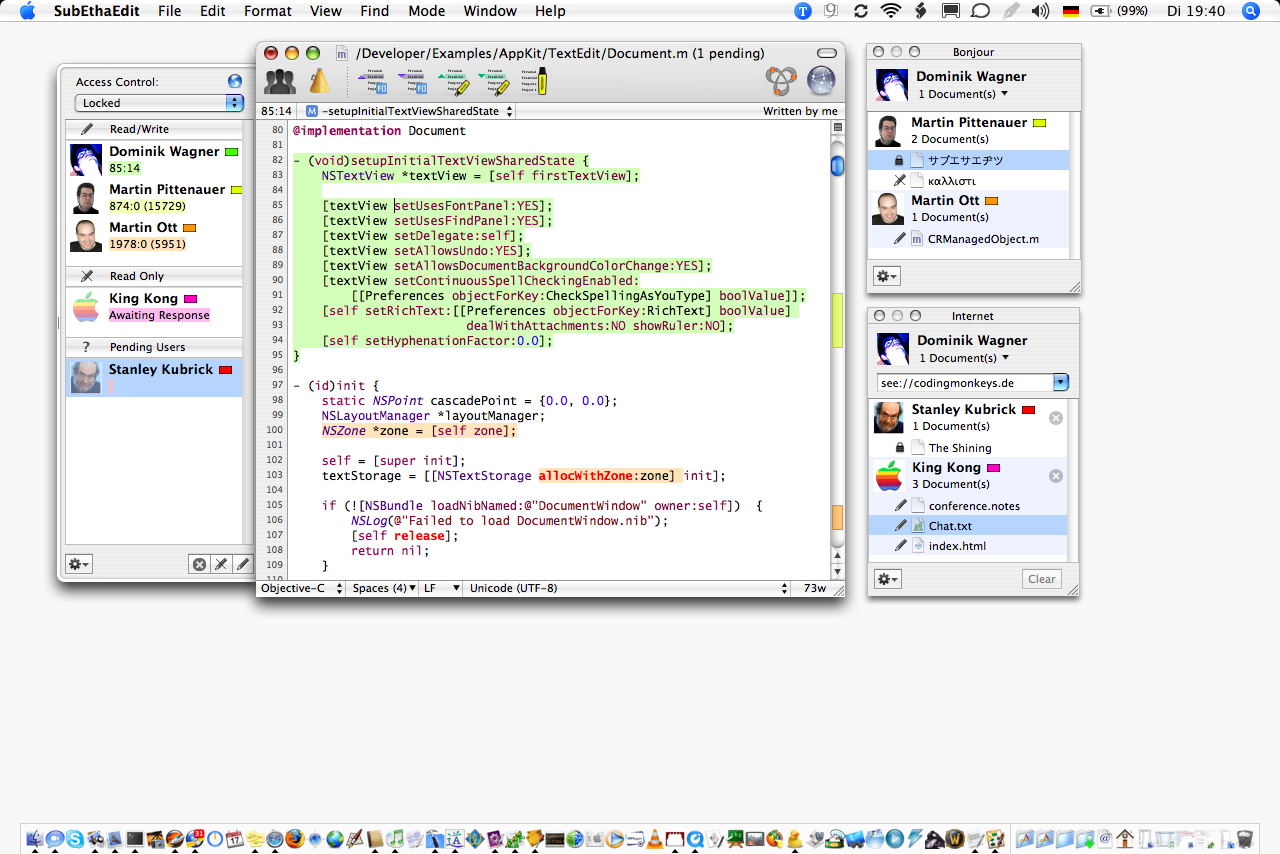 SubEthaEdit File Edit Format View Find Mode Window Help (99%) Di 19:40
Access Control:
Locked
Read/Write
Dominik Wagner
85:14
Martin Pittenauer
874:0 (15729)
Martin Ott
1978:0 (5951)
Read Only
King Kong
Awaiting Response
? Pending Users
Stanley Kubrick
/Developer/Examples/AppKit/TextEdit/Document.m (1 pending)
85:14 M -setupInitialTextViewSharedState Written by me
80 @implementation Document
81
82 - (void)setupInitialTextViewSharedState {
83 NSTextView *textView = [self firstTextView];
84
85 [textView setUsesFontPanel:YES];
86 [textView setUsesFindPanel:YES];
87 [textView setDelegate:self];
88 [textView setAllowsUndo:YES];
89 [textView setAllowsDocumentBackgroundColorChange:YES];
90 [textView setContinuousSpellCheckingEnabled:
91 [[Preferences objectForKey:CheckSpellingAsYouType] boolValue]];
92 [self setRichText:[[Preferences objectForKey:RichText] boolValue]
93 dealWithAttachments:NO showRuler:NO];
94 [self setHyphenationFactor:0.0];
95 }
96
97 - (id)init {
98 static NSPoint cascadePoint = {0.0, 0.0};
99 NSLayoutManager *layoutManager;
100 NSZone *zone = [self zone];
101
102 self = [super init];
103 textStorage = [[NSTextStorage allocWithZone:zone] init];
104
105 if (![NSBundle loadNibNamed:@"DocumentWindow" owner:self]) {
106 NSLog(@"Failed to load DocumentWindow.nib");
107 [self release];
108 return nil;
109 }
110
Objective-C Spaces (4) LF Unicode (UTF-8) 73w
Bonjour
Dominik Wagner
1 Document(s)
Martin Pittenauer
2 Document(s)
サブエサエヂツ
καλλιστι
Martin Ott
1 Document(s)
CRManagedObject.m
Internet
Dominik Wagner
1 Document(s)
see://codingmonkeys.de
Stanley Kubrick
1 Document(s)
The Shining
King Kong
3 Document(s)
conference.notes
Chat.txt
index.html
Clear
31
17